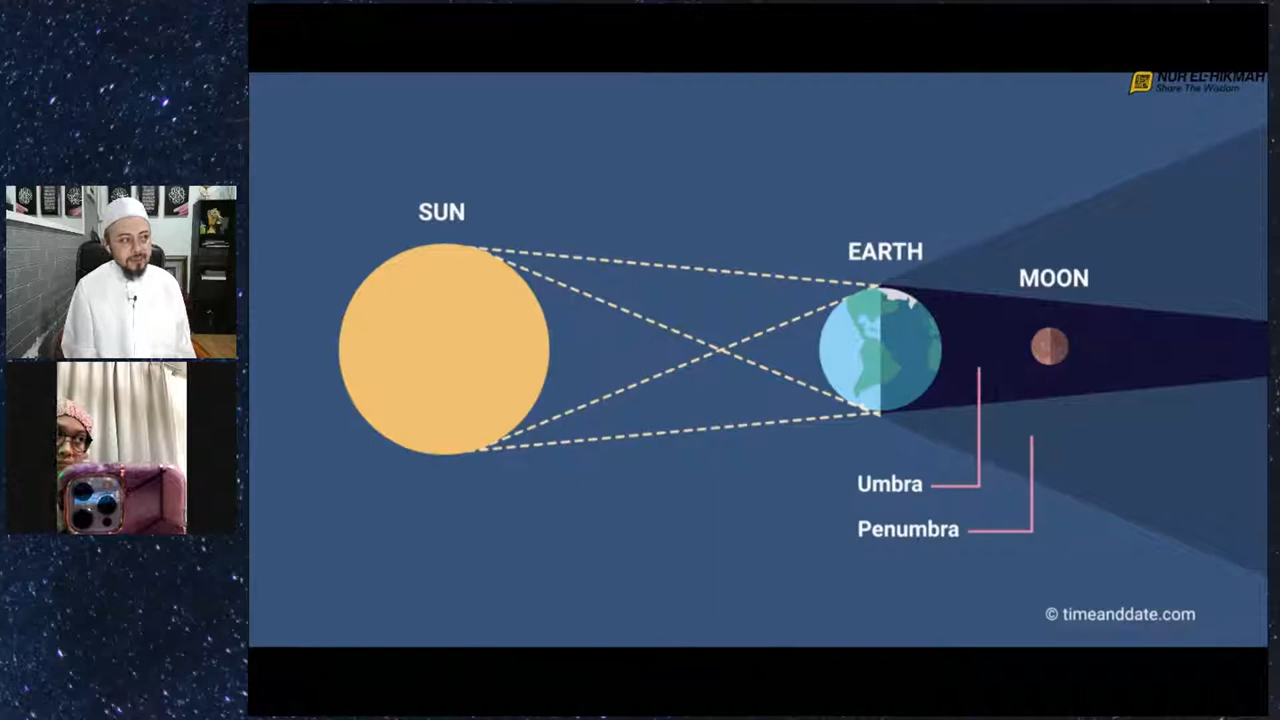 NUR EL-HIKMAH
Share The Wisdom
SUN
EARTH
MOON
Umbra
Penumbra
© timeanddate.com